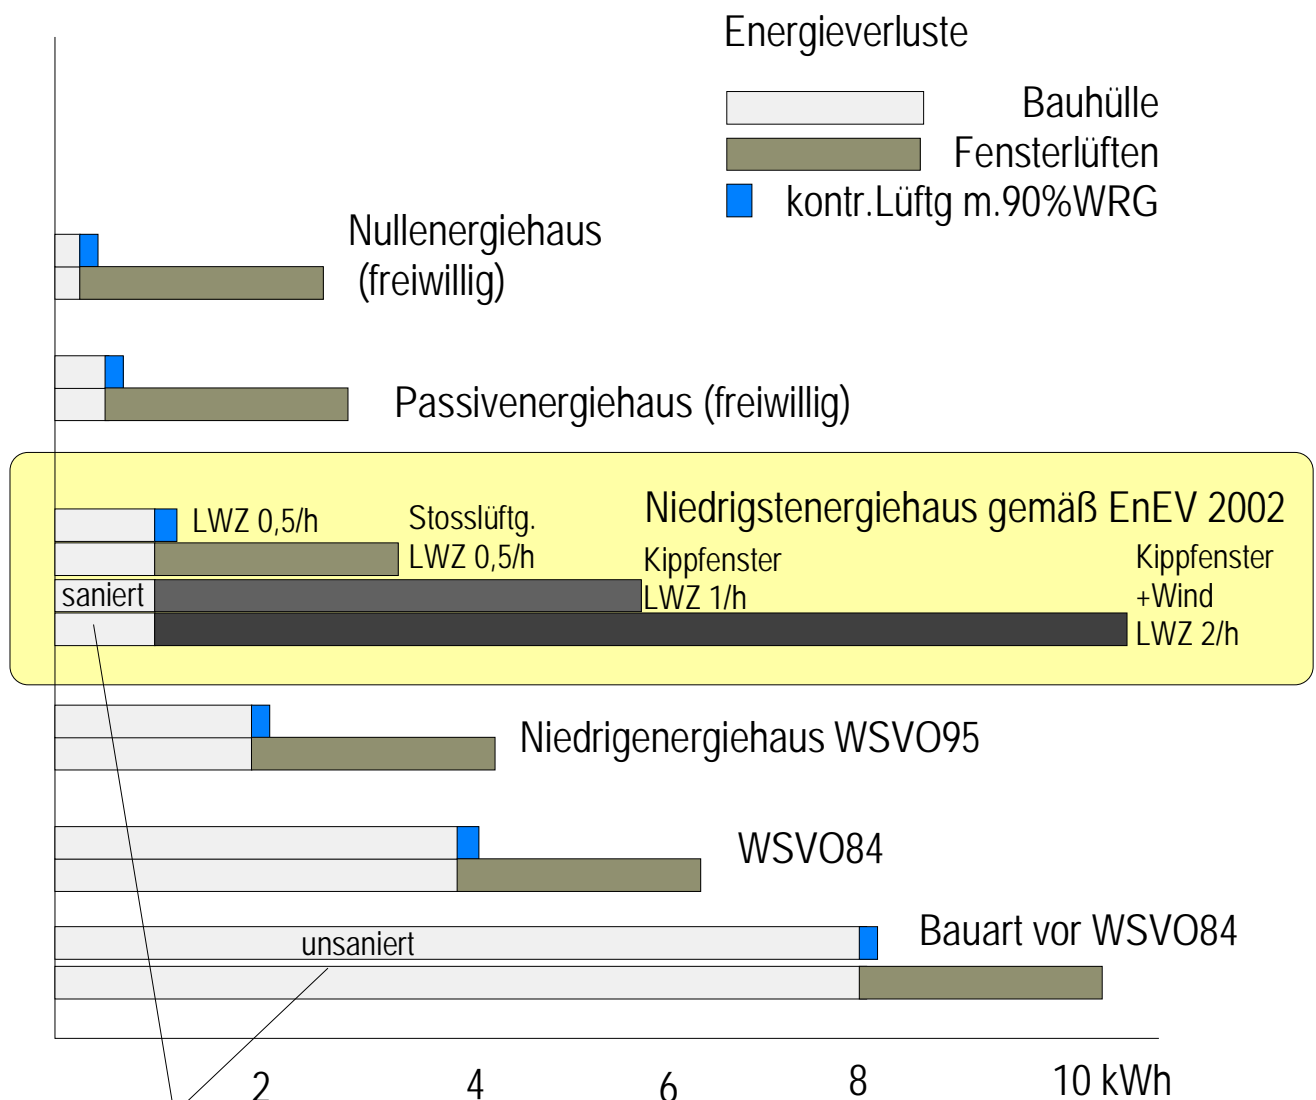 Energieverluste
Bauhülle
Fensterlüften
kontr.Lüftg m.90%WRG
Nullenergiehaus
(freiwillig)
Passivenergiehaus (freiwillig)
Niedrigstenergiehaus gemäß EnEV 2002
LWZ 0,5/h
Stosslüftg.
LWZ 0,5/h
Kippfenster
LWZ 1/h
Kippfenster
+Wind
LWZ 2/h
saniert
Niedrigenergiehaus WSVO95
WSVO84
Bauart vor WSVO84
unsaniert
2 4 6 8 10 kWh